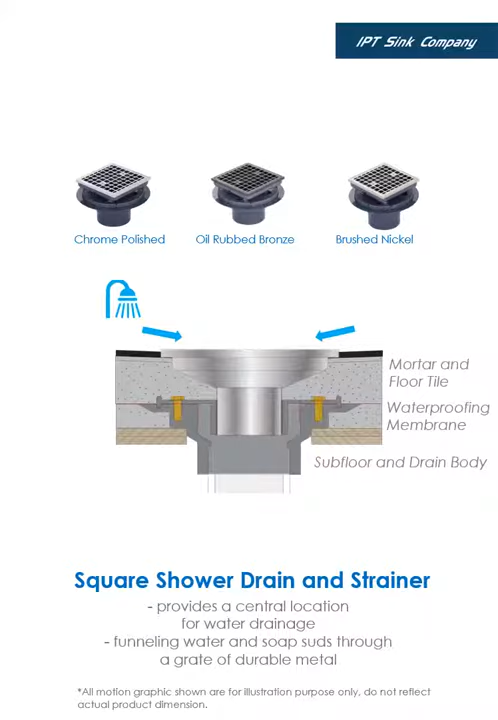 IPT Sink Company
Chrome Polished
Oil Rubbed Bronze
Brushed Nickel
Mortar and
Floor Tile
Waterproofing
Membrane
Subfloor and Drain Body
Square Shower Drain and Strainer
- provides a central location
for water drainage
- funneling water and soap suds through
a grate of durable metal
*All motion graphic shown are for illustration purpose only, do not reflect
actual product dimension.